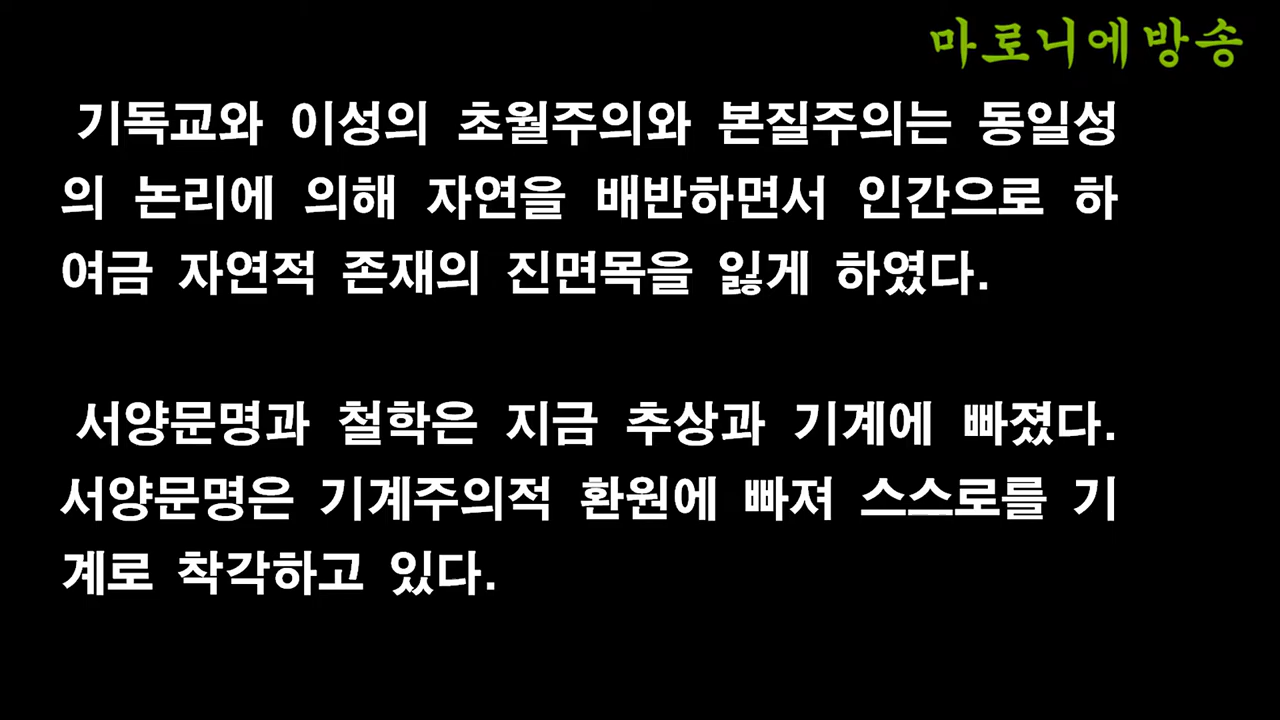 마로니에방송
기독교와 이성의 초월주의와 본질주의는 동일성
의 논리에 의해 자연을 배반하면서 인간으로 하
여금 자연적 존재의 진면목을 잃게 하였다.
서양문명과 철학은 지금 추상과 기계에 빠졌다.
서양문명은 기계주의적 환원에 빠져 스스로를 기
계로 착각하고 있다.